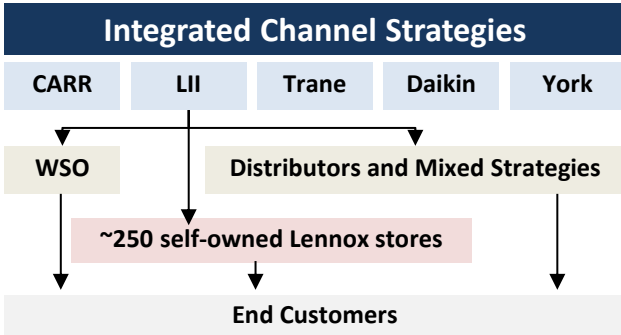 Integrated Channel Strategies
CARR LII Trane Daikin York
WSO Distributors and Mixed Strategies
~250 self-owned Lennox stores
End Customers